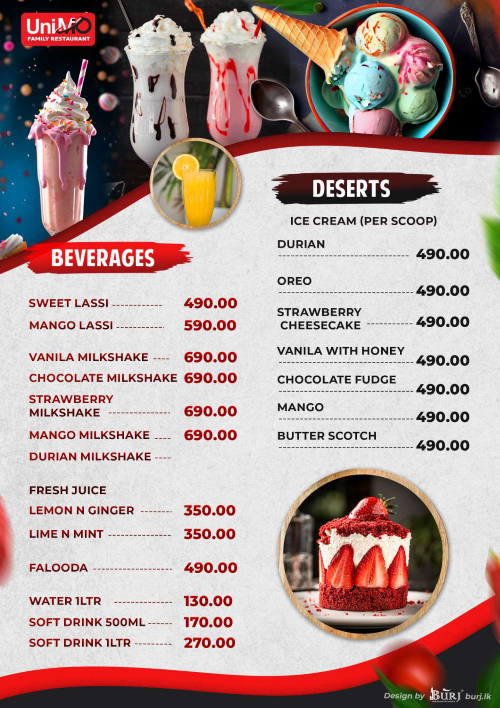 UniMO
FAMILY RESTAURANT
BEVERAGES
SWEET LASSI ------------ 490.00
MANGO LASSI ----------- 590.00
VANILA MILKSHAKE ---- 690.00
CHOCOLATE MILKSHAKE 690.00
STRAWBERRY
MILKSHAKE --------------- 690.00
MANGO MILKSHAKE ---- 690.00
DURIAN MILKSHAKE ----
FRESH JUICE
LEMON N GINGER ------- 350.00
LIME N MINT --------------- 350.00
FALOODA ----------------- 490.00
WATER 1LTR -------------- 130.00
SOFT DRINK 500ML ----- 170.00
SOFT DRINK 1LTR -------- 270.00
DESERTS
ICE CREAM (PER SCOOP)
DURIAN
--------------------------------- 490.00
OREO
--------------------------------- 490.00
STRAWBERRY
CHEESECAKE ----------- 490.00
VANILA WITH HONEY
--------------------------------- 490.00
CHOCOLATE FUDGE
--------------------------------- 490.00
MANGO
--------------------------------- 490.00
BUTTER SCOTCH
--------------------------------- 490.00
Design by BURJ burj.lk